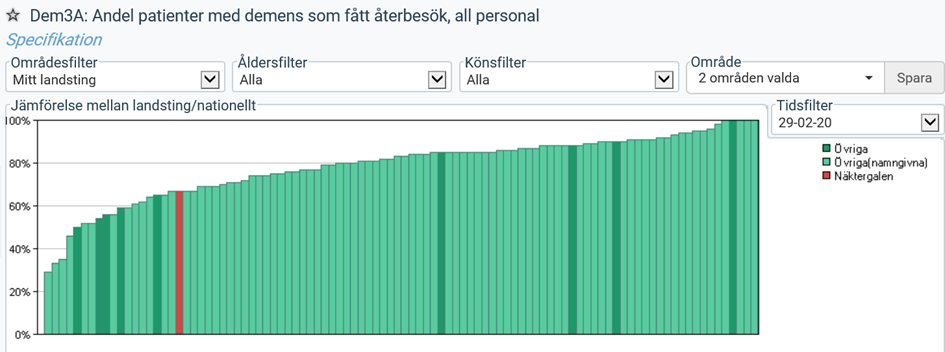 Dem3A: Andel patienter med demens som fått återbesök, all personal
Specifikation
Områdesfilter
Mitt landsting
Åldersfilter
Alla
Könsfilter
Alla
Område
2 områden valda
Spara
Jämförelse mellan landsting/nationellt
Tidsfilter
29-02-20
100%
80%
60%
40%
20%
0%
Övriga
Övriga(namngivna)
Näktergalen